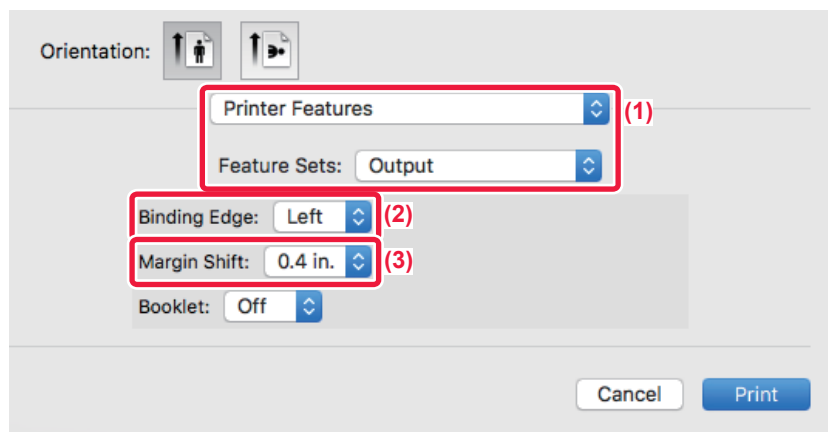 Orientation:
Printer Features (1)
Feature Sets: Output
Binding Edge: Left (2)
Margin Shift: 0.4 in. (3)
Booklet: Off
Cancel Print